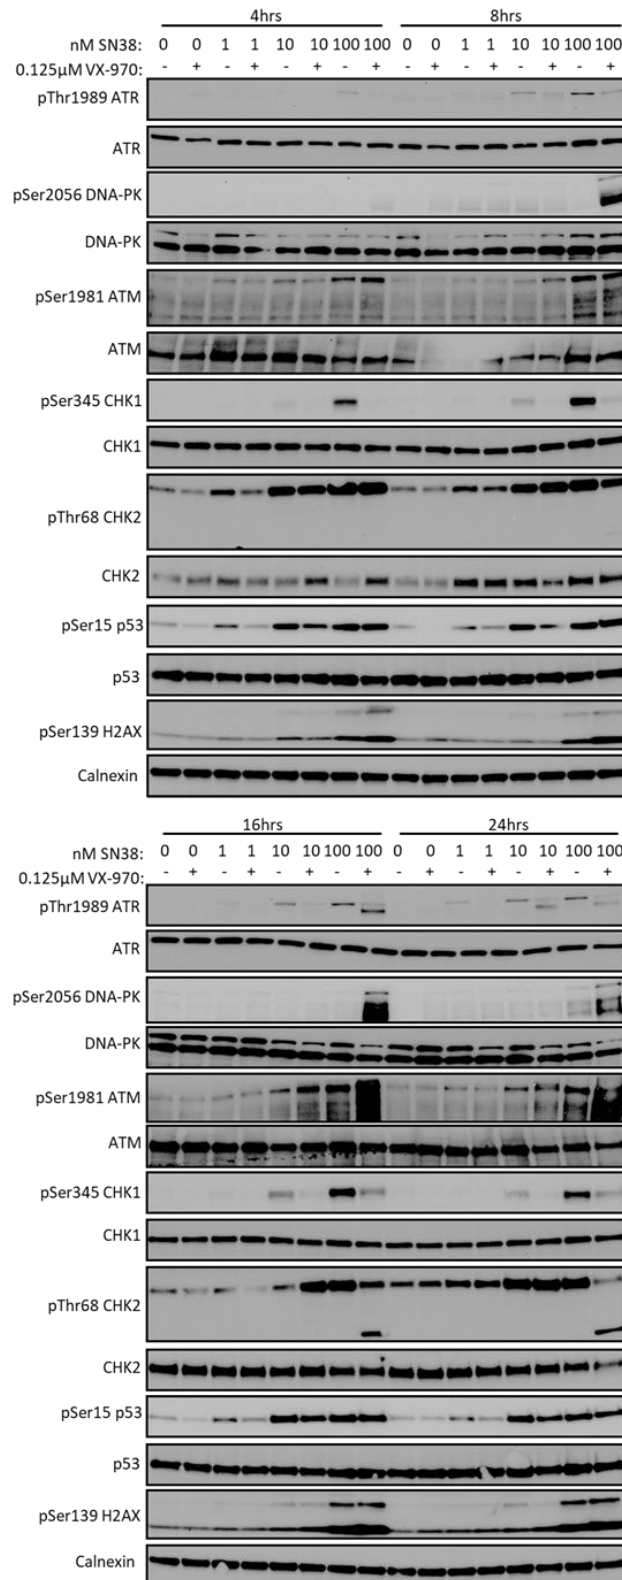 4hrs 8hrs
nM SN38: 0 0 1 1 10 10 100 100 0 0 1 1 10 10 100 100
0.125µM VX-970: - + - + - + - + - + - + - + - +
pThr1989 ATR
ATR
pSer2056 DNA-PK
DNA-PK
pSer1981 ATM
ATM
pSer345 CHK1
CHK1
pThr68 CHK2
CHK2
pSer15 p53
p53
pSer139 H2AX
Calnexin
16hrs 24hrs
nM SN38: 0 0 1 1 10 10 100 100 0 0 1 1 10 10 100 100
0.125µM VX-970: - + - + - + - + - + - + - + - +
pThr1989 ATR
ATR
pSer2056 DNA-PK
DNA-PK
pSer1981 ATM
ATM
pSer345 CHK1
CHK1
pThr68 CHK2
CHK2
pSer15 p53
p53
pSer139 H2AX
Calnexin